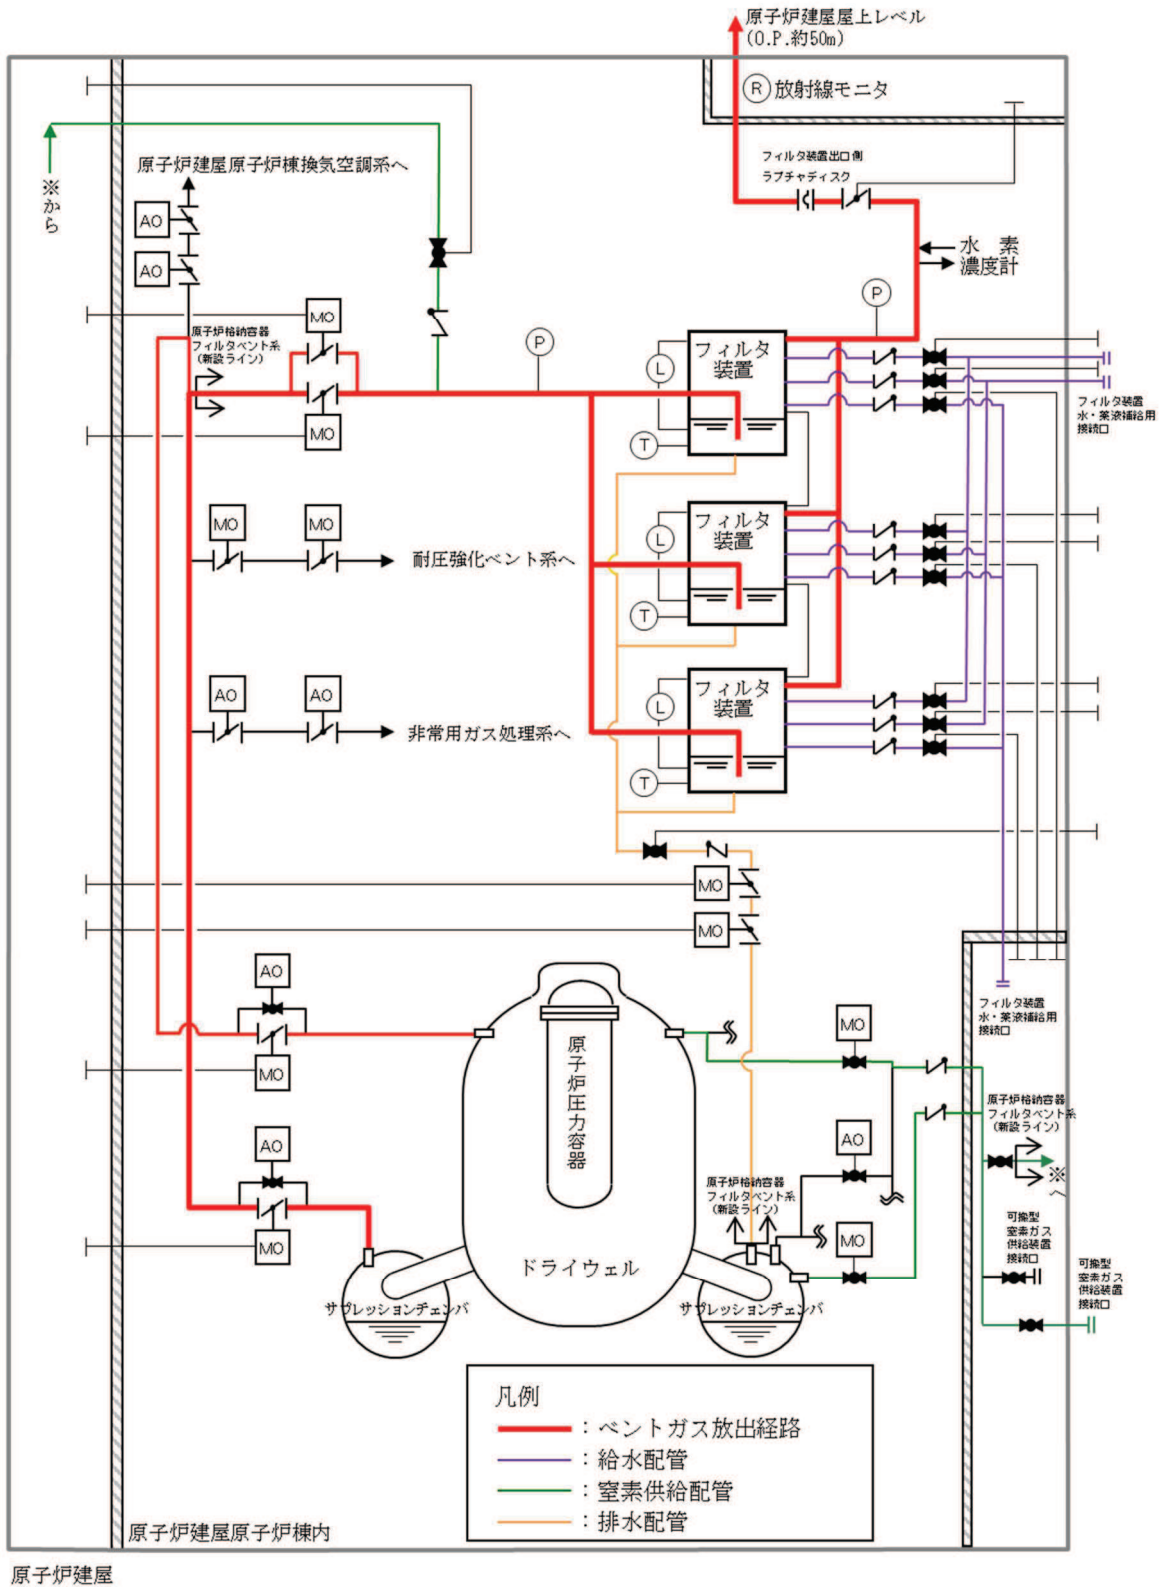 原子炉建屋屋上レベル
(O.P.約50m)
R 放射線モニタ
フィルタ装置出口側
ラプチャディスク
原子炉建屋原子炉棟換気空調系へ
※から
AO
AO
水素
濃度計
P
P
MO
原子炉格納容器
フィルタベント系
(新設ライン)
MO
フィルタ
装置
L
T
フィルタ装置
水・薬液補給用
接続口
MO
MO
耐圧強化ベント系へ
フィルタ
装置
L
T
AO
AO
非常用ガス処理系へ
フィルタ
装置
L
T
MO
MO
AO
MO
原子炉圧力容器
MO
フィルタ装置
水・薬液補給用
接続口
原子炉格納容器
フィルタベント系
(新設ライン)
※へ
AO
MO
AO
原子炉格納容器
フィルタベント系
(新設ライン)
MO
可搬型
窒素ガス
供給装置
接続口
可搬型
窒素ガス
供給装置
接続口
ドライウェル
サプレッションチェンバ
サプレッションチェンバ
凡例
：ベントガス放出経路
：給水配管
：窒素供給配管
：排水配管
原子炉建屋原子炉棟内
原子炉建屋